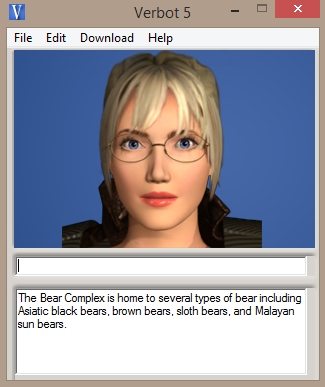 V Verbot 5
File Edit Download Help
The Bear Complex is home to several types of bear including
Asiatic black bears, brown bears, sloth bears, and Malayan
sun bears.